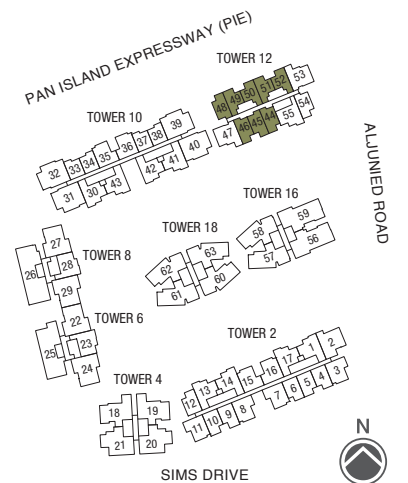 PAN ISLAND EXPRESSWAY (PIE)
TOWER 12
48 49 50 51 52 53
47 46 45 44 55 54
TOWER 10
32 33 34 35 36 37 38 39
31 30 43 42 41 40
ALJUNIED ROAD
TOWER 16
58 59
57 56
TOWER 18
62 63
61 60
TOWER 8
27
26 28
29
TOWER 6
22
25 23
24
TOWER 2
12 13 14 15 16 17 1 2
11 10 9 8 7 6 5 4 3
TOWER 4
18 19
21 20
N
SIMS DRIVE